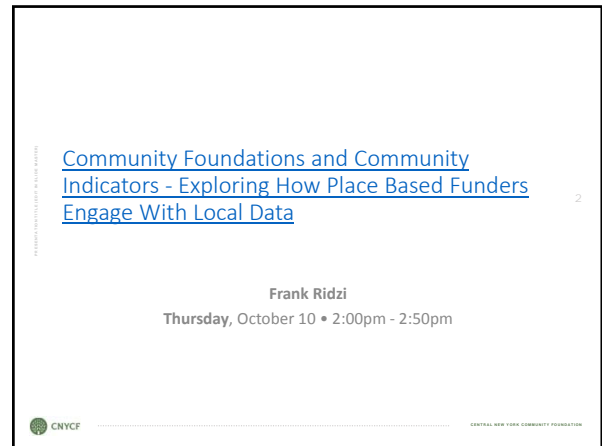 Community Foundations and Community
Indicators - Exploring How Place Based Funders
Engage With Local Data
2
Frank Ridzi
Thursday, October 10 • 2:00pm - 2:50pm
CNYCF
CENTRAL NEW YORK COMMUNITY FOUNDATION